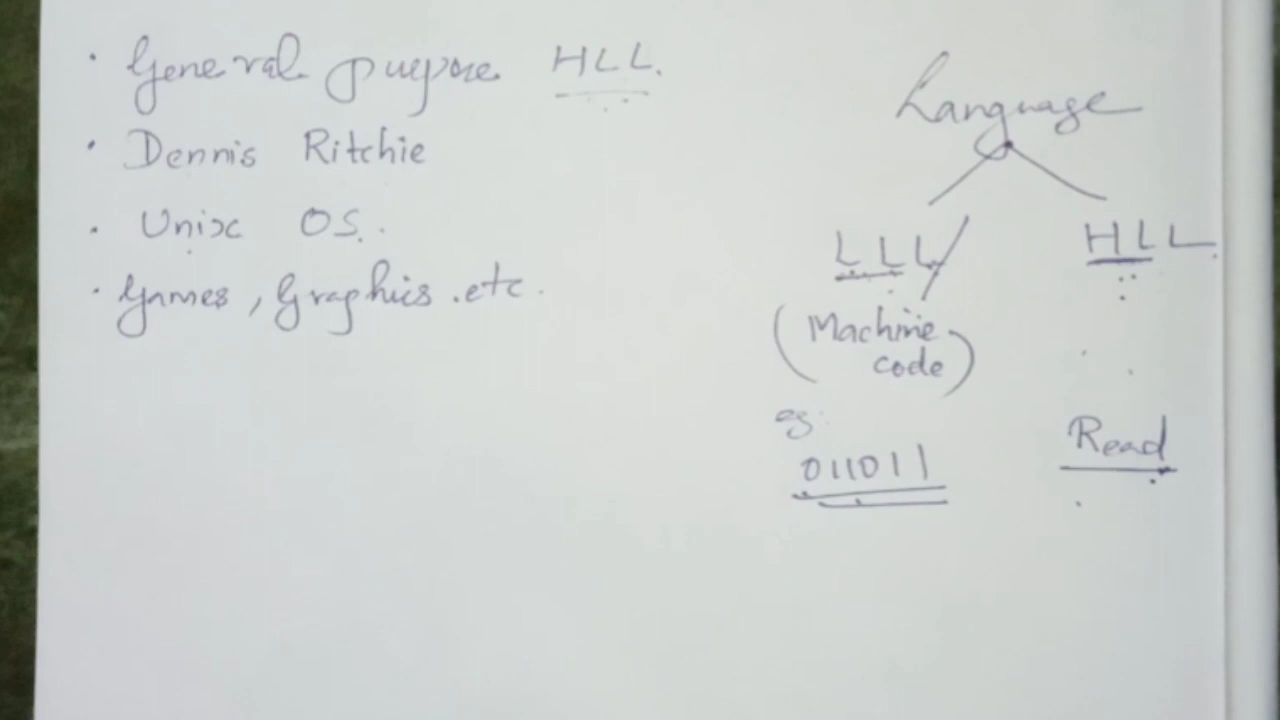 · General purpose HLL.
· Dennis Ritchie
· Unix OS.
· Games, Graphics .etc.
Language
LLL HLL
(Machine
code)
eg:
011011 Read